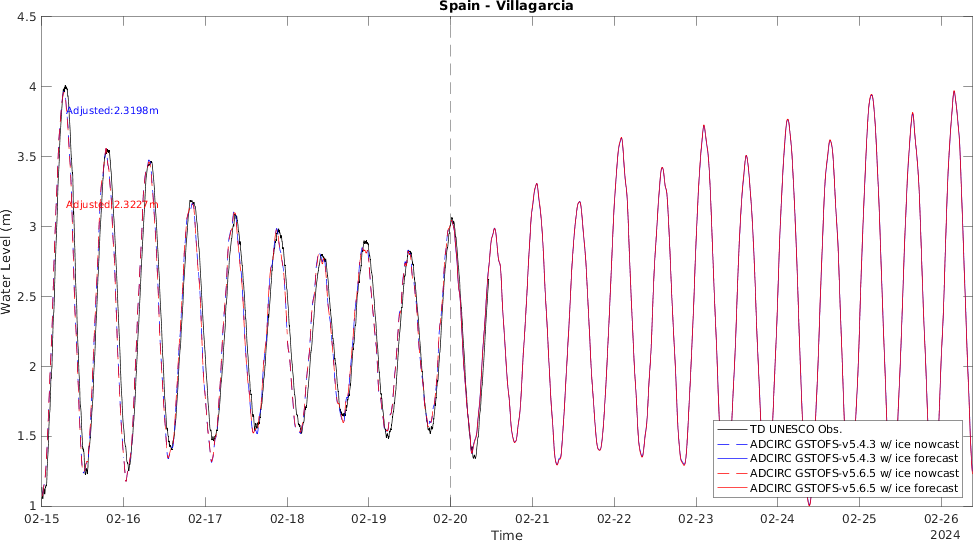 Spain - Villagarcia
4.5
4
3.5
3
2.5
2
1.5
1
Water Level (m)
Adjusted:2.3198m
Adjusted:2.3227m
TD UNESCO Obs.
ADCIRC GSTOFS-v5.4.3 w/ ice nowcast
ADCIRC GSTOFS-v5.4.3 w/ ice forecast
ADCIRC GSTOFS-v5.6.5 w/ ice nowcast
ADCIRC GSTOFS-v5.6.5 w/ ice forecast
02-15 02-16 02-17 02-18 02-19 02-20 02-21 02-22 02-23 02-24 02-25 02-26
2024
Time